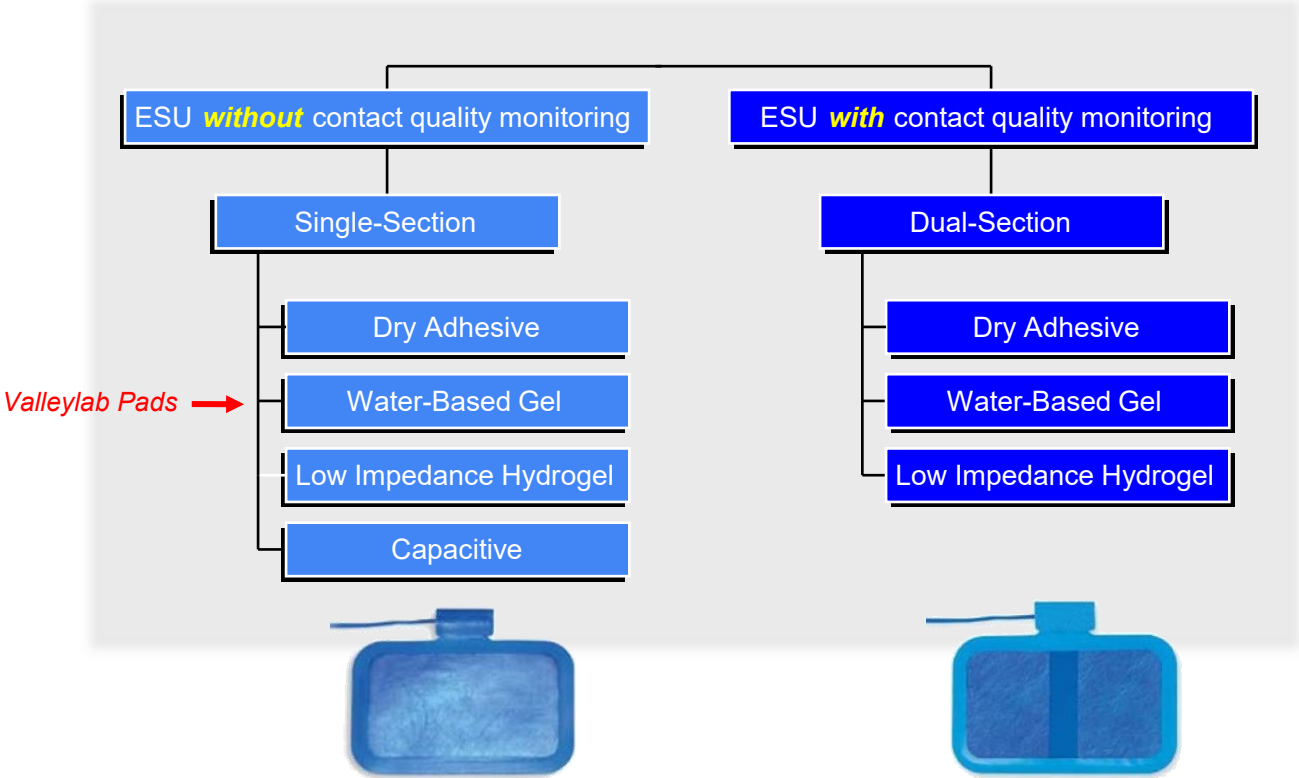 ESU without contact quality monitoring
ESU with contact quality monitoring
Single-Section
Dual-Section
Dry Adhesive
Dry Adhesive
Valleylab Pads
Water-Based Gel
Water-Based Gel
Low Impedance Hydrogel
Low Impedance Hydrogel
Capacitive